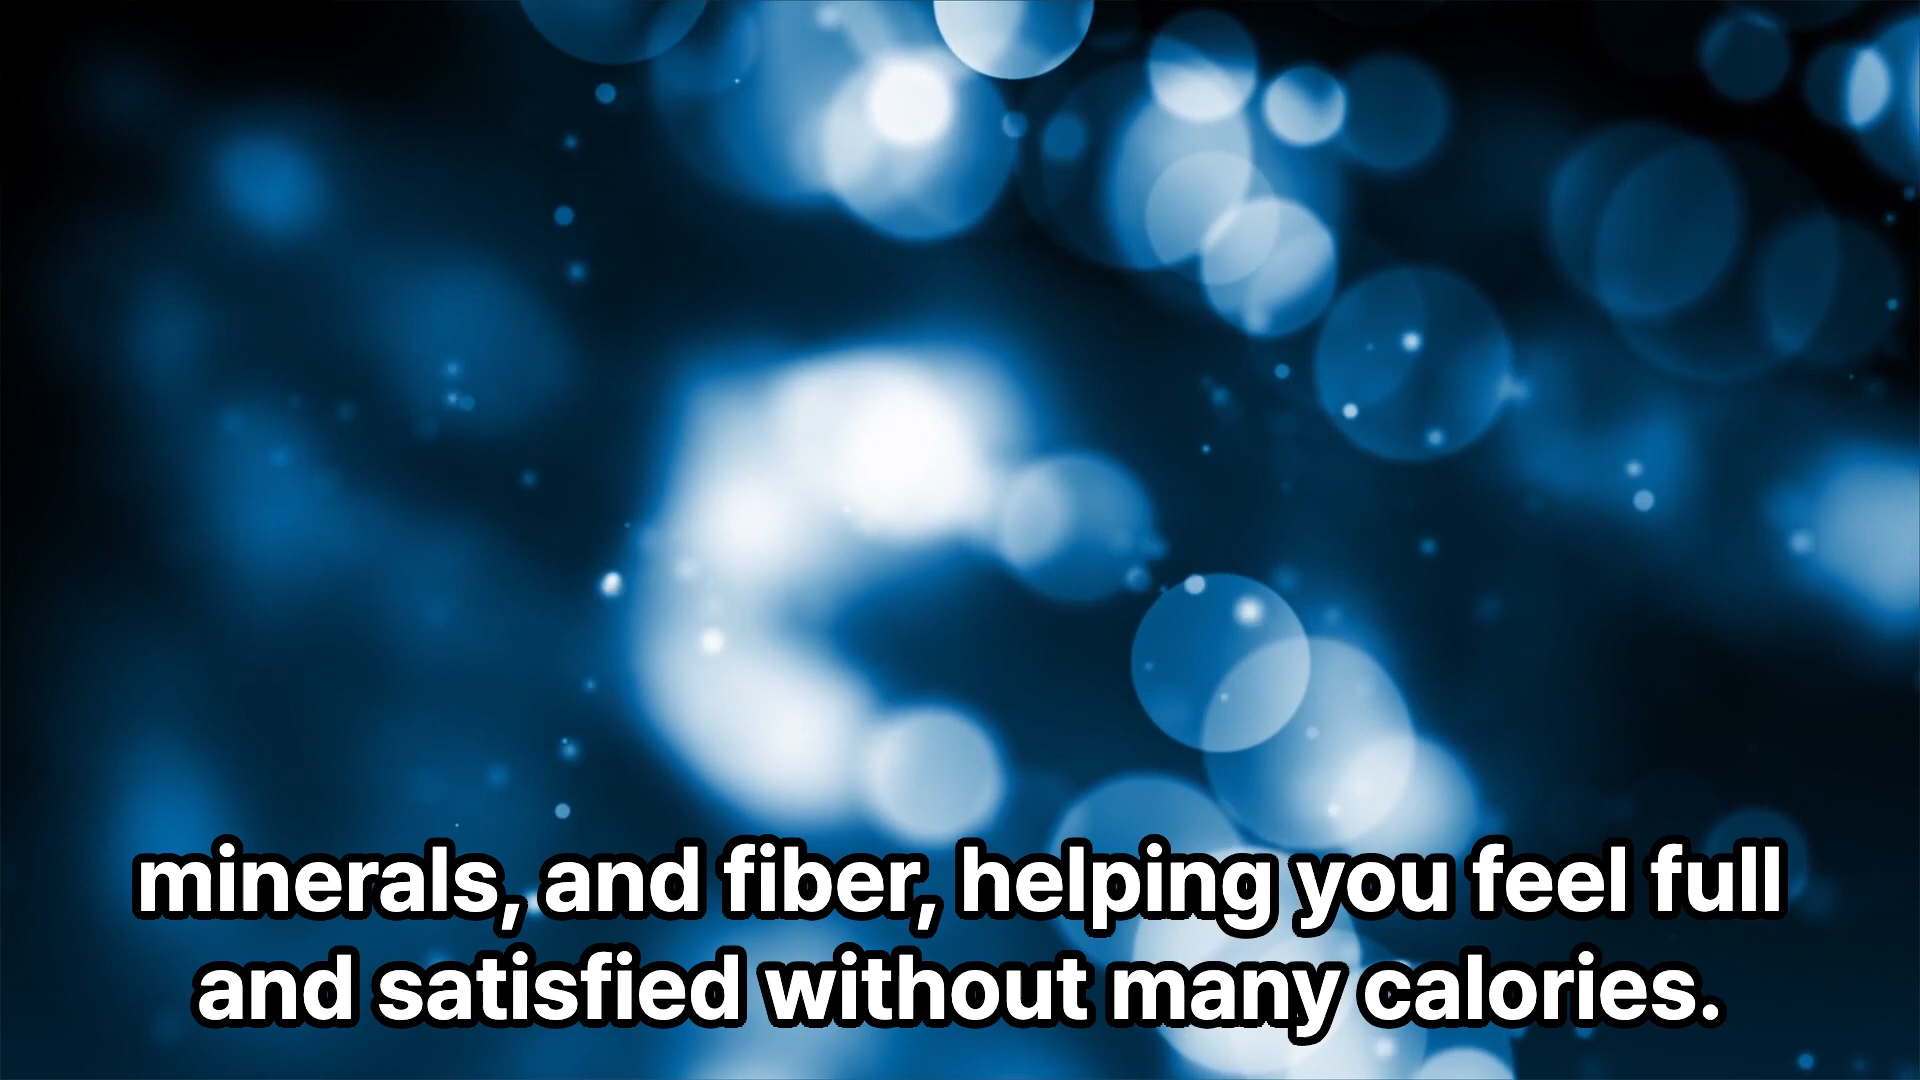 minerals, and fiber, helping you feel full
and satisfied without many calories.